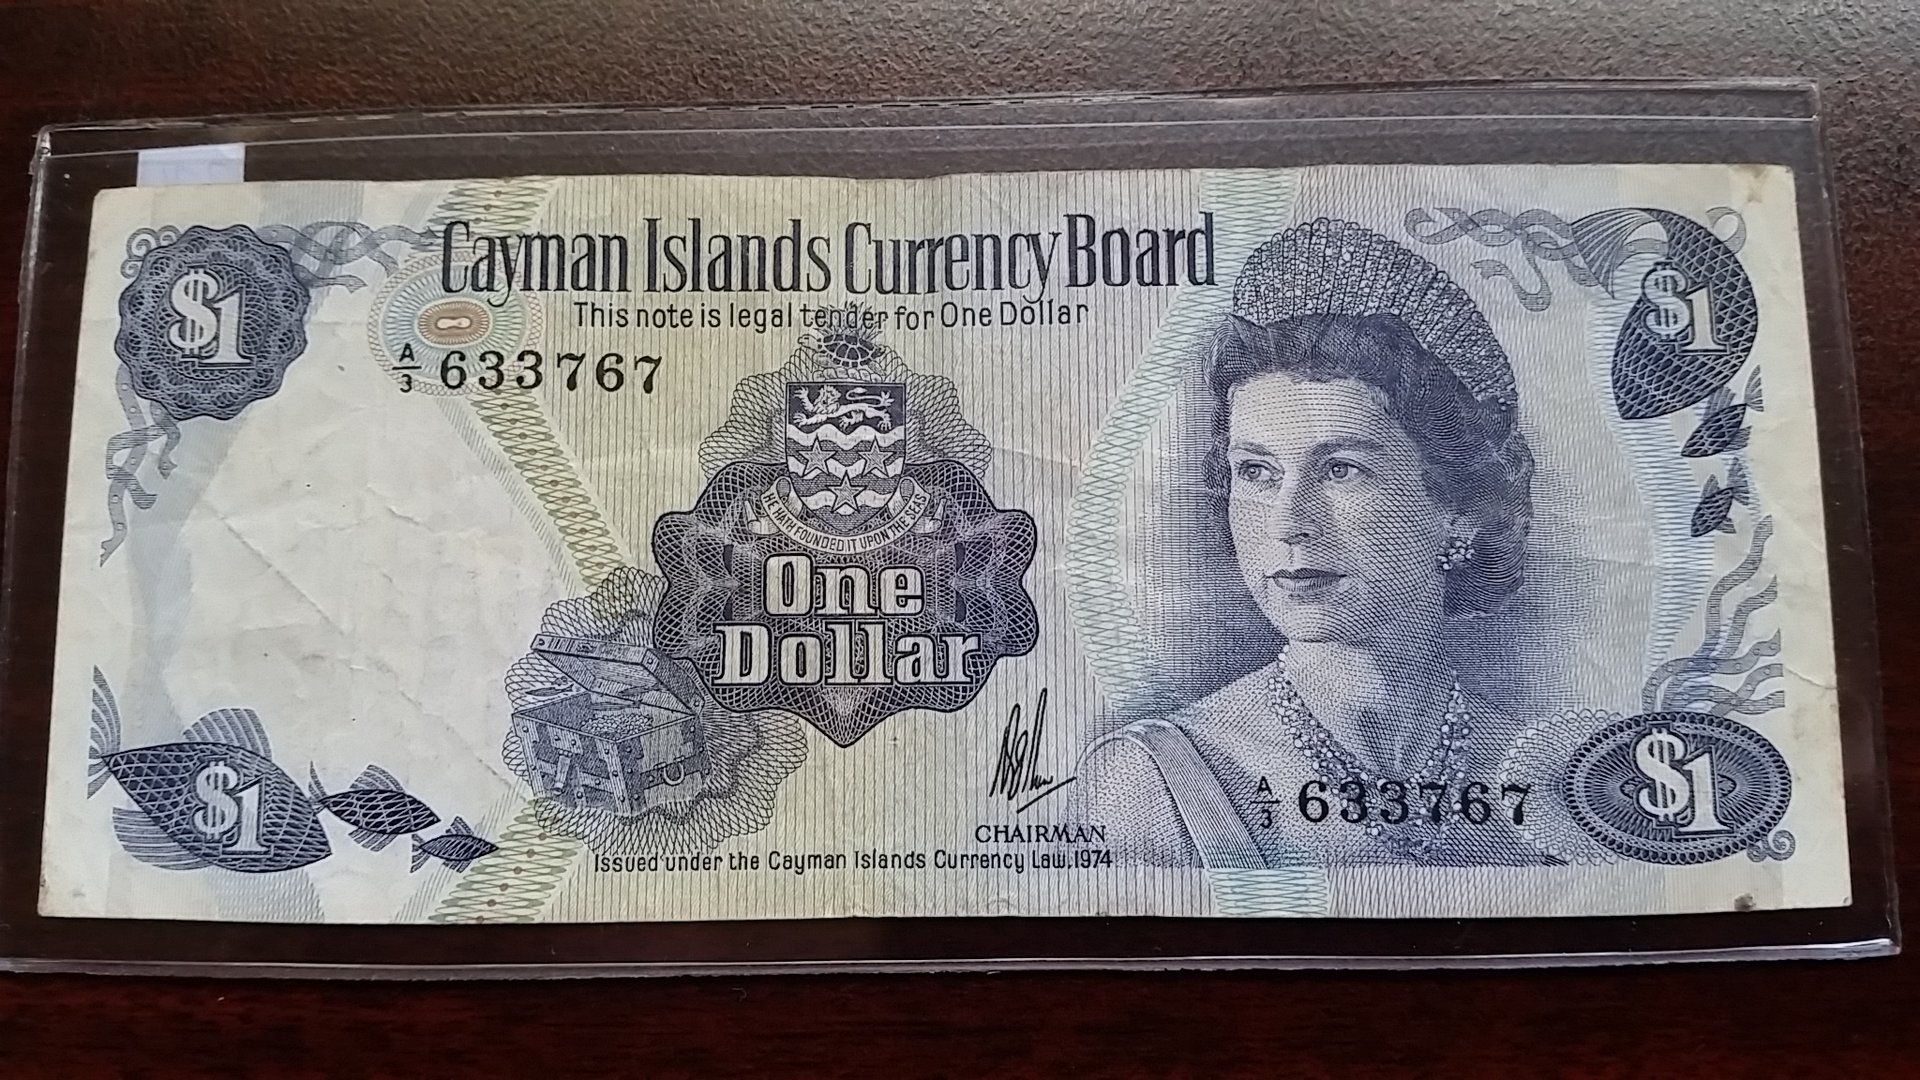 Cayman Islands Currency Board
This note is legal tender for One Dollar
$1
$1
A/3 633767
HE HATH FOUNDED IT UPON THE SEAS
One
Dollar
CHAIRMAN
Issued under the Cayman Islands Currency Law. 1974
A/3 633767
$1
$1